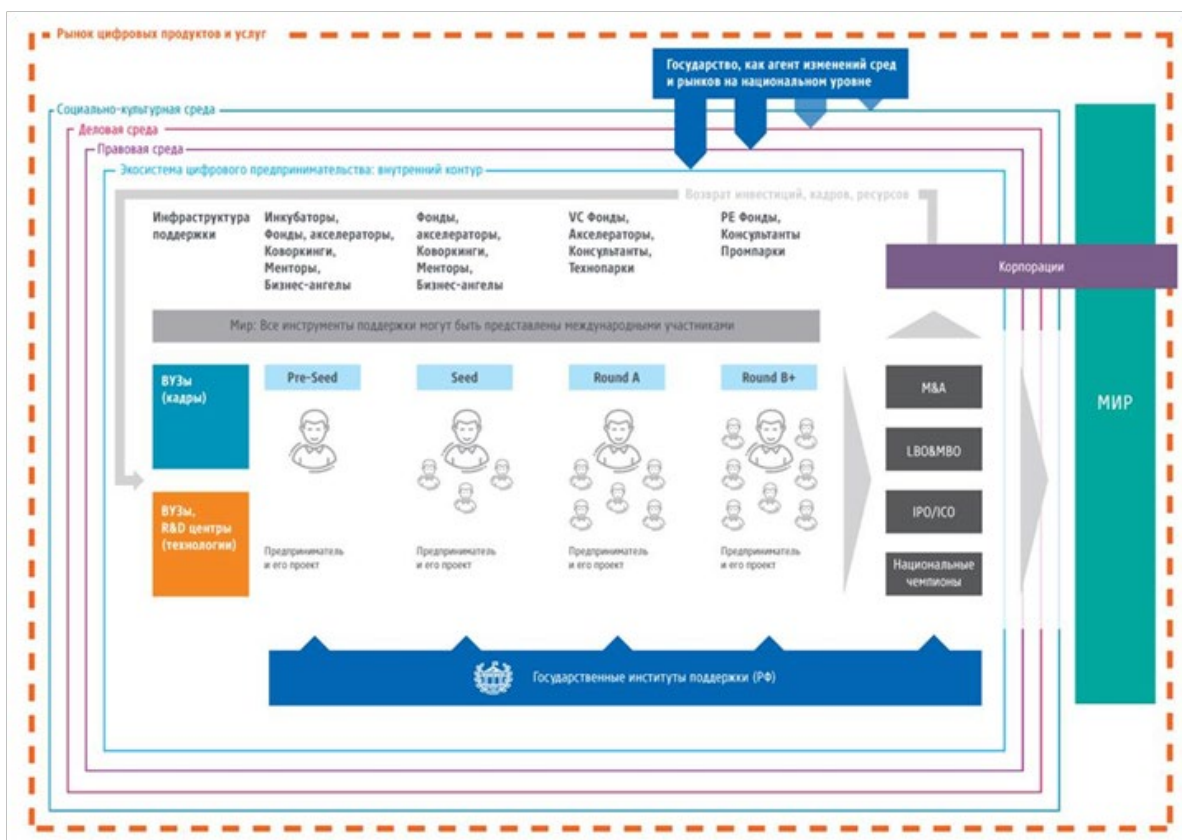 Рынок цифровых продуктов и услуг
Государство, как агент изменений сред
и рынков на национальном уровне
Социально-культурная среда
Деловая среда
Правовая среда
Экосистема цифрового предпринимательства: внутренний контур
Возврат инвестиций, кадров, ресурсов
Инфраструктура
поддержки
Инкубаторы,
Фонды, акселераторы,
Коворкинги,
Менторы,
Бизнес-ангелы
Фонды,
акселераторы,
Коворкинги,
Менторы,
Бизнес-ангелы
VC Фонды,
Акселераторы,
Консультанты,
Технопарки
PE Фонды,
Консультанты
Промпарки
Корпорации
Мир: Все инструменты поддержки могут быть представлены международными участниками
ВУЗы
(кадры)
Pre-Seed
Seed
Round A
Round B+
M&A
МИР
LBO&MBO
ВУЗы,
R&D центры
(технологии)
IPO/ICO
Предприниматель
и его проект
Предприниматель
и его проект
Предприниматель
и его проект
Предприниматель
и его проект
Национальные
чемпионы
Государственные институты поддержки (РФ)